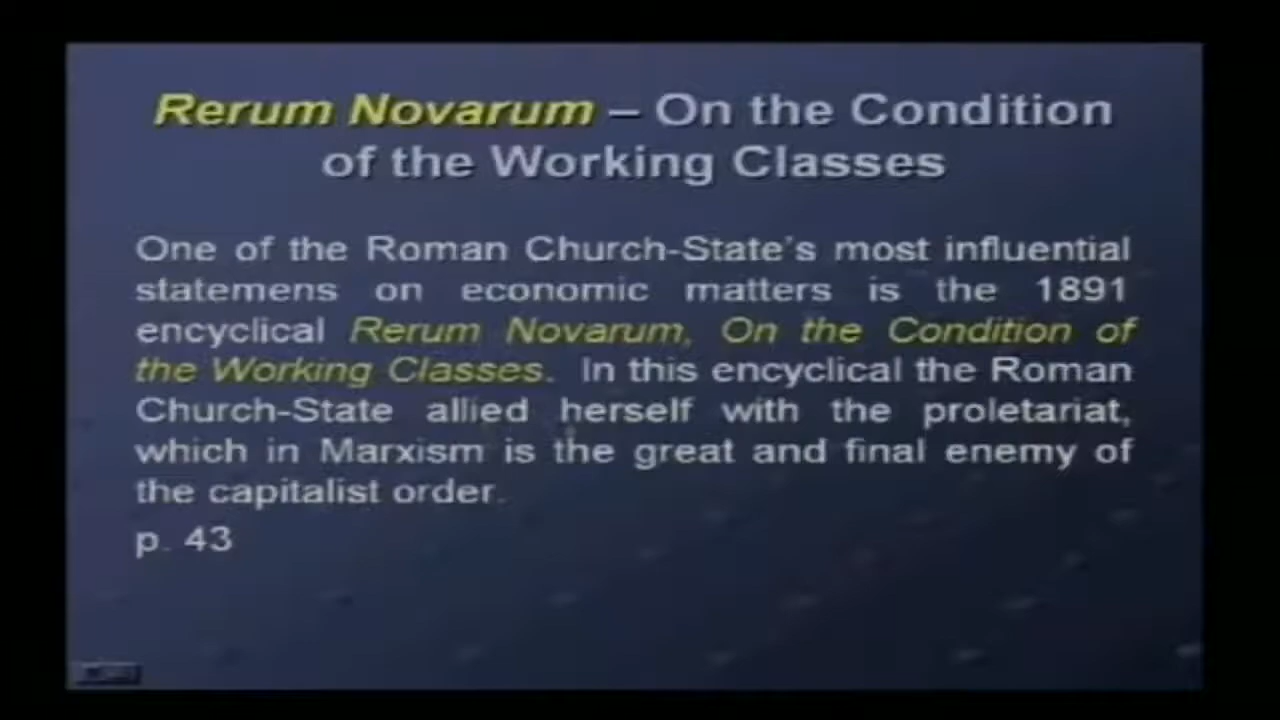 Rerum Novarum – On the Condition
of the Working Classes
One of the Roman Church-State's most influential
statemens on economic matters is the 1891
encyclical Rerum Novarum, On the Condition of
the Working Classes. In this encyclical the Roman
Church-State allied herself with the proletariat,
which in Marxism is the great and final enemy of
the capitalist order.
p. 43